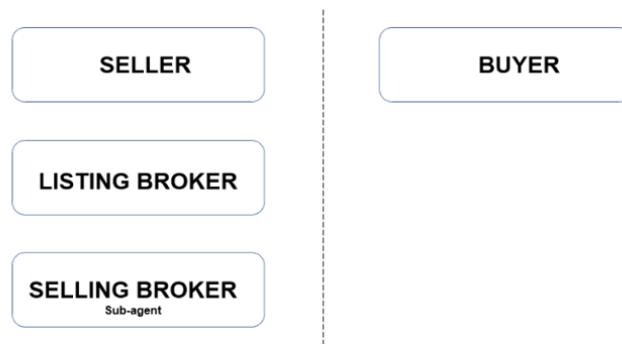 SELLER
BUYER
LISTING BROKER
SELLING BROKER
Sub-agent